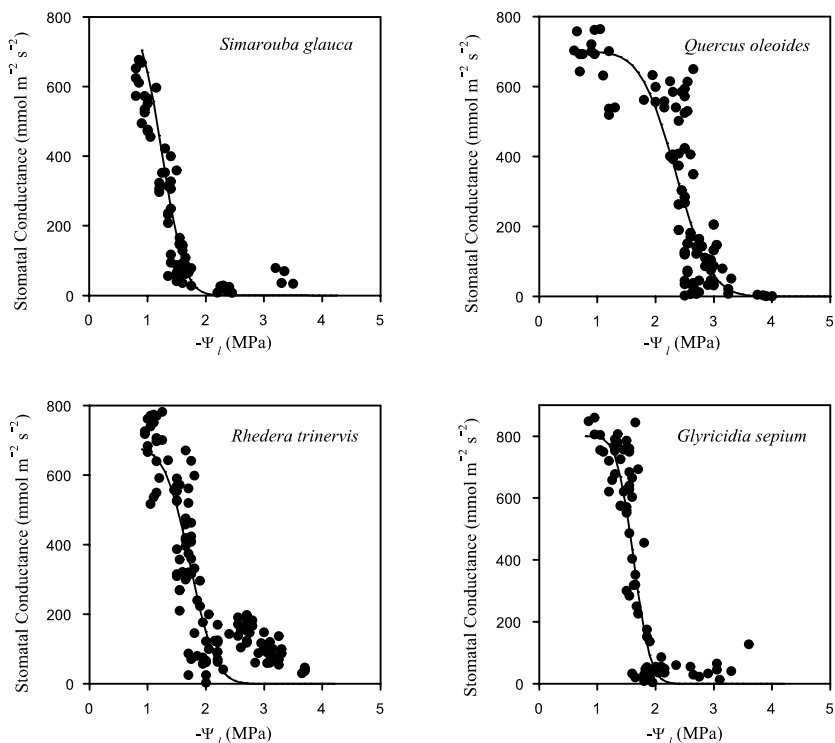 Simarouba glauca
Stomatal Conductance (mmol m⁻² s⁻²)
800
600
400
200
0
0 1 2 3 4 5
-Ψ l (MPa)
Quercus oleoides
Stomatal Conductance (mmol m⁻² s⁻²)
800
600
400
200
0
0 1 2 3 4 5
-Ψ l (MPa)
Rhedera trinervis
Stomatal Conductance (mmol m⁻² s⁻²)
800
600
400
200
0
0 1 2 3 4 5
-Ψ l (MPa)
Glyricidia sepium
Stomatal Conductance (mmol m⁻² s⁻²)
1000
800
600
400
200
0
0 1 2 3 4 5
-Ψ l (MPa)